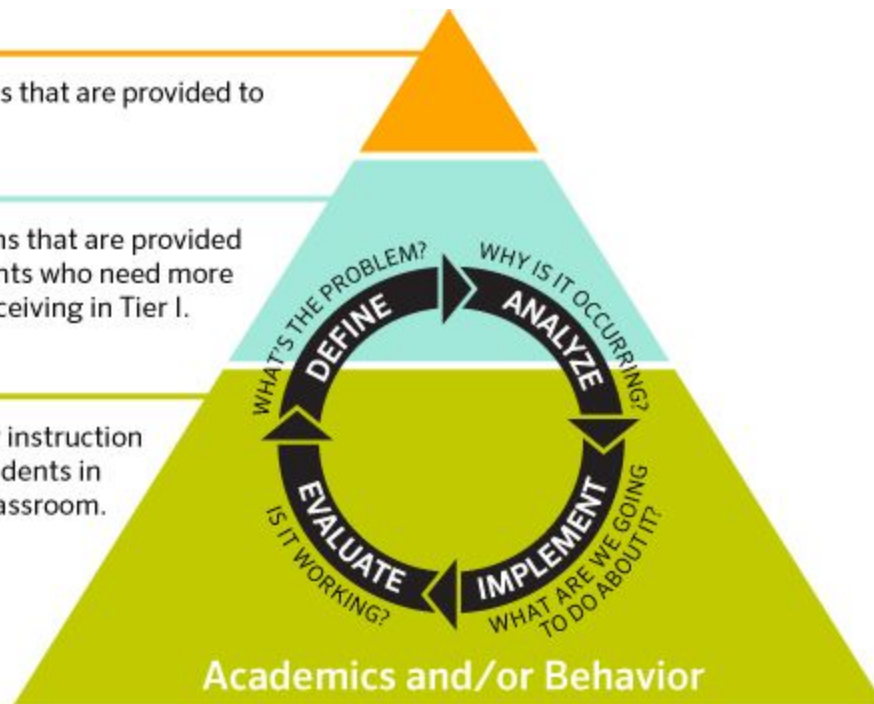 s that are provided to
ns that are provided
nts who need more
ceiving in Tier I.
instruction
dents in
assroom.
WHAT'S THE PROBLEM?
DEFINE
WHY IS IT OCCURRING?
ANALYZE
IMPLEMENT
WHAT ARE WE GOING
TO DO ABOUT IT?
EVALUATE
IS IT WORKING?
Academics and/or Behavior